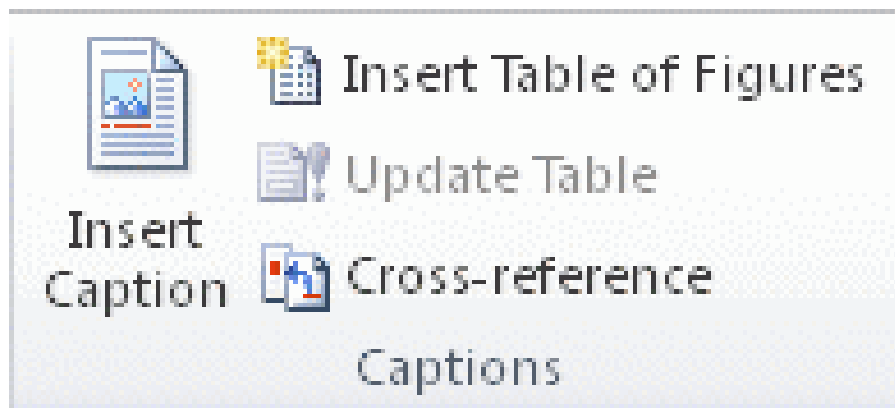 Insert Table of Figures
Update Table
Insert
Caption
Cross-reference
Captions